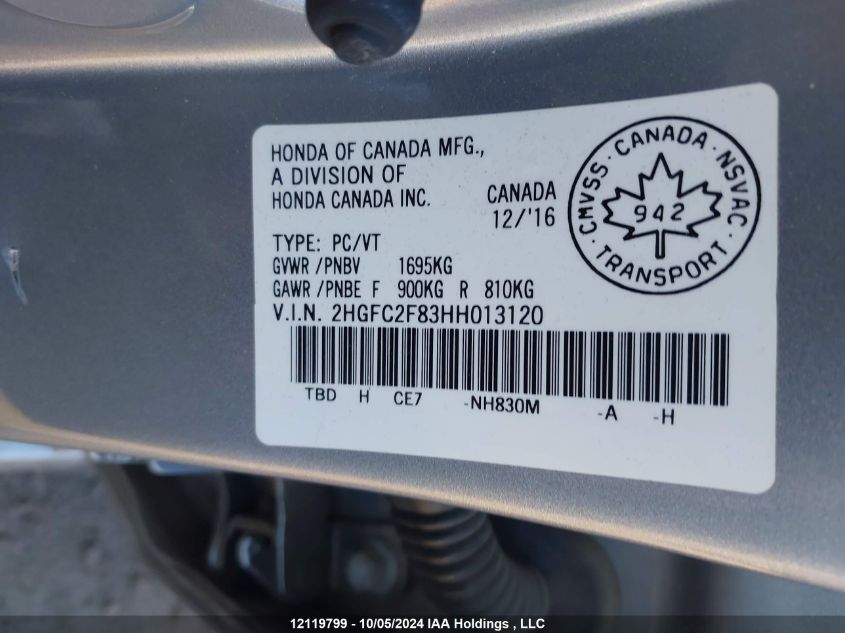 HONDA OF CANADA MFG.,
A DIVISION OF
HONDA CANADA INC.
CANADA
12/'16
TYPE: PC/VT
GVWR /PNBV 1695KG
GAWR /PNBE F 900KG R 810KG
V.I.N. 2HGFC2F83HH013120
TBD H CE7 -NH830M -A -H
CMVSS · CANADA · NSVAC ·
942
TRANSPORT
12119799 - 10/05/2024 IAA Holdings , LLC